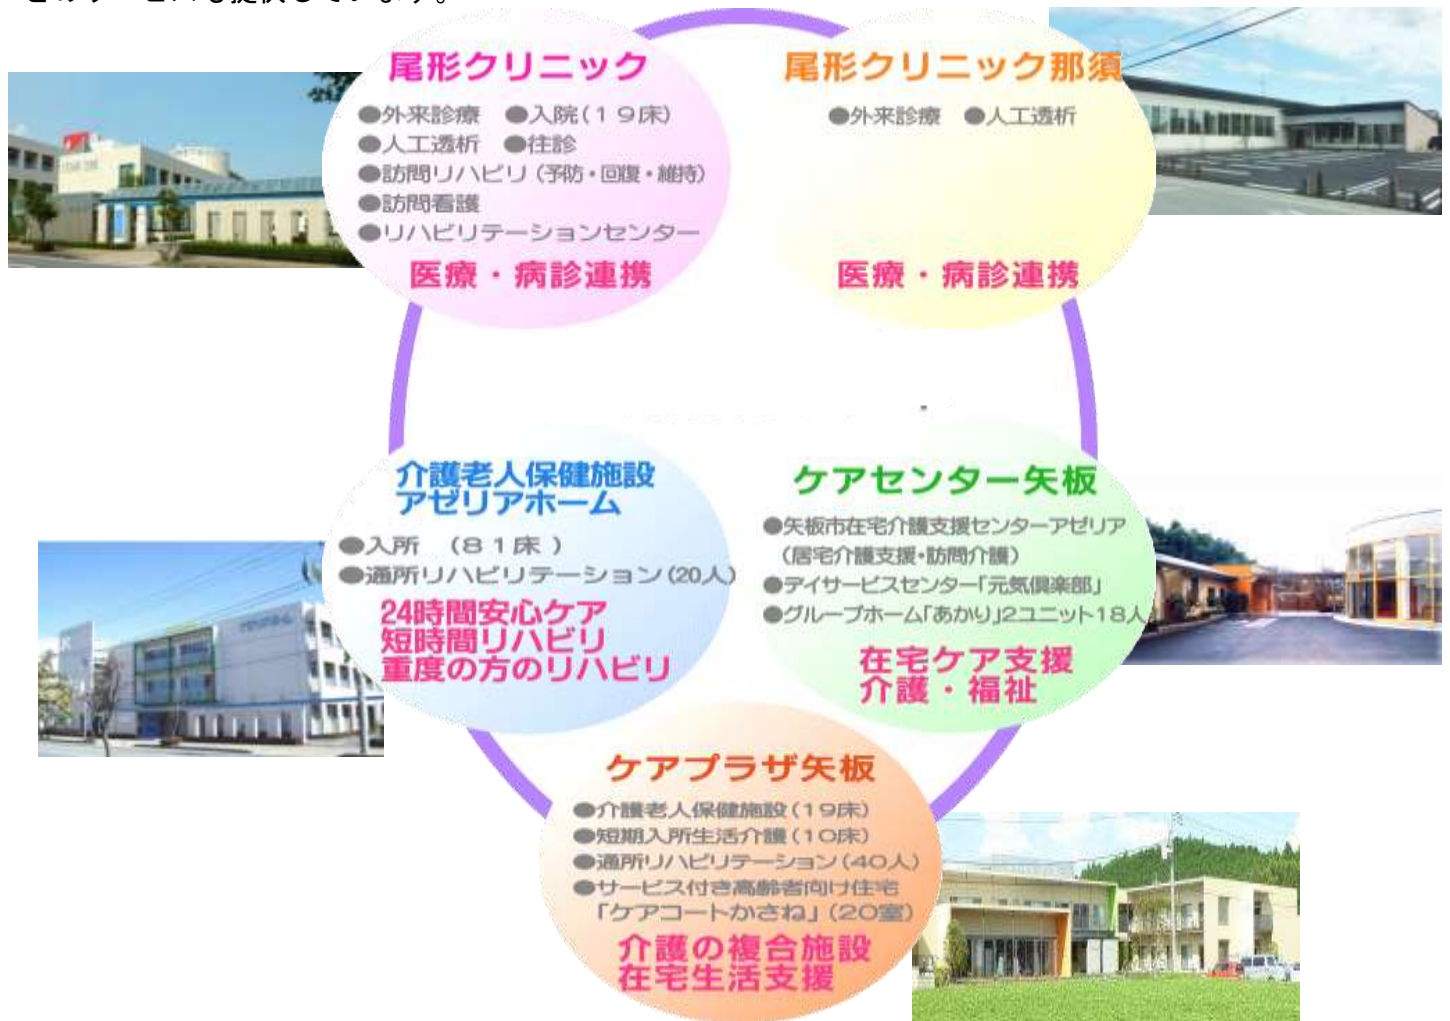 どのサービスも提供しています。
尾形クリニック
●外来診療 ●入院(19床)
●人工透析 ●往診
●訪問リハビリ(予防・回復・維持)
●訪問看護
●リハビリテーションセンター
医療・病診連携
尾形クリニック那須
●外来診療 ●人工透析
医療・病診連携
介護老人保健施設
アゼリアホーム
●入所 (81床)
●通所リハビリテーション(20人)
24時間安心ケア
短時間リハビリ
重度の方のリハビリ
ケアセンター矢板
●矢板市在宅介護支援センターアゼリア
(居宅介護支援・訪問介護)
●デイサービスセンター「元気倶楽部」
●グループホーム「あかり」2ユニット18人
在宅ケア支援
介護・福祉
ケアプラザ矢板
●介護老人保健施設(19床)
●短期入所生活介護(10床)
●通所リハビリテーション(40人)
●サービス付き高齢者向け住宅
「ケアコートかさね」(20室)
介護の複合施設
在宅生活支援